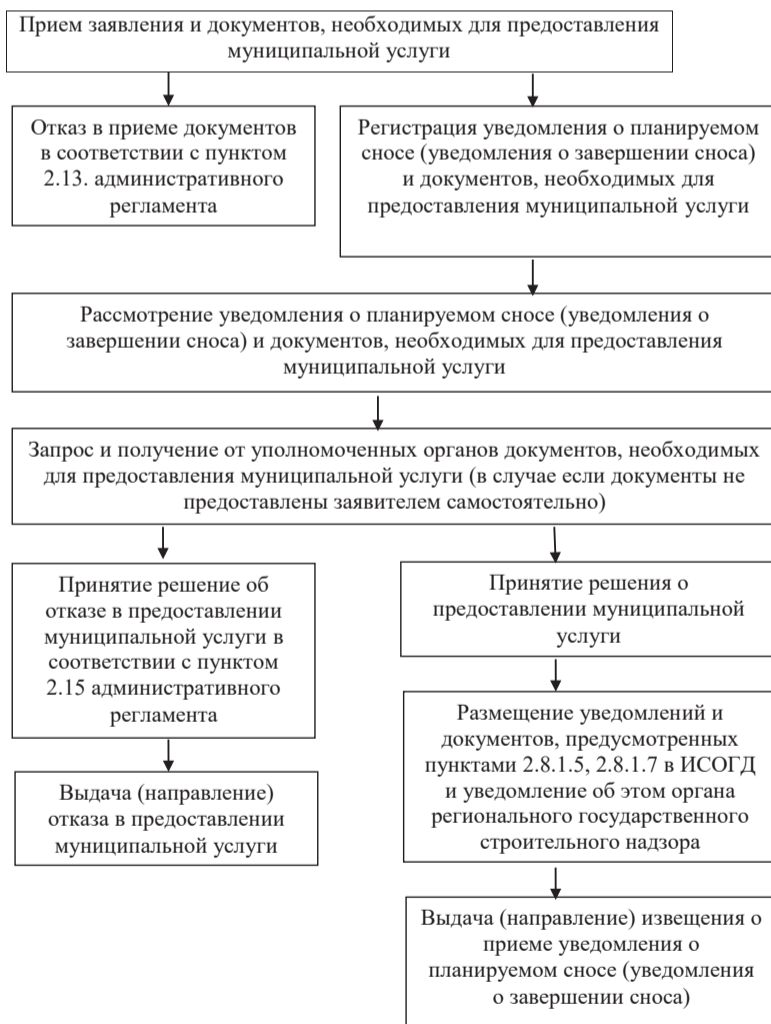 Прием заявления и документов, необходимых для предоставления
муниципальной услуги
Отказ в приеме документов
в соответствии с пунктом
2.13. административного
регламента
Регистрация уведомления о планируемом
сносе (уведомления о завершении сноса)
и документов, необходимых для
предоставления муниципальной услуги
Рассмотрение уведомления о планируемом сносе (уведомления о
завершении сноса) и документов, необходимых для предоставления
муниципальной услуги
Запрос и получение от уполномоченных органов документов, необходимых
для предоставления муниципальной услуги (в случае если документы не
предоставлены заявителем самостоятельно)
Принятие решение об
отказе в предоставлении
муниципальной услуги в
соответствии с пунктом
2.15 административного
регламента
Выдача (направление)
отказа в предоставлении
муниципальной услуги
Принятие решения о
предоставлении муниципальной
услуги
Размещение уведомлений и
документов, предусмотренных
пунктами 2.8.1.5, 2.8.1.7 в ИСОГД
и уведомление об этом органа
регионального государственного
строительного надзора
Выдача (направление) извещения о
приеме уведомления о
планируемом сносе (уведомления
о завершении сноса)